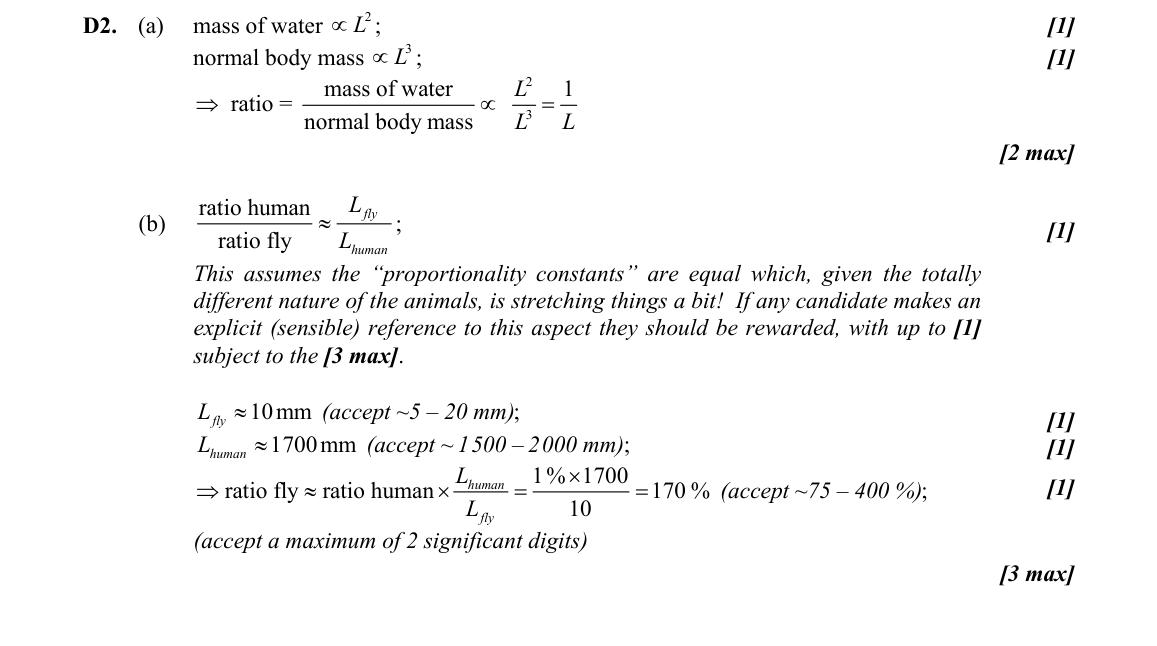 D2. (a) mass of water ∝ L²; [1]
normal body mass ∝ L³; [1]
⇒ ratio = mass of water / normal body mass ∝ L²/L³ = 1/L
[2 max]
(b) ratio human / ratio fly ≈ L_fly / L_human; [1]
This assumes the “proportionality constants” are equal which, given the totally
different nature of the animals, is stretching things a bit! If any candidate makes an
explicit (sensible) reference to this aspect they should be rewarded, with up to [1]
subject to the [3 max].
L_fly ≈ 10 mm (accept ~5 – 20 mm); [1]
L_human ≈ 1700 mm (accept ~ 1500 – 2000 mm); [1]
⇒ ratio fly ≈ ratio human × L_human / L_fly = 1 % × 1700 / 10 = 170 % (accept ~75 – 400 %); [1]
(accept a maximum of 2 significant digits)
[3 max]